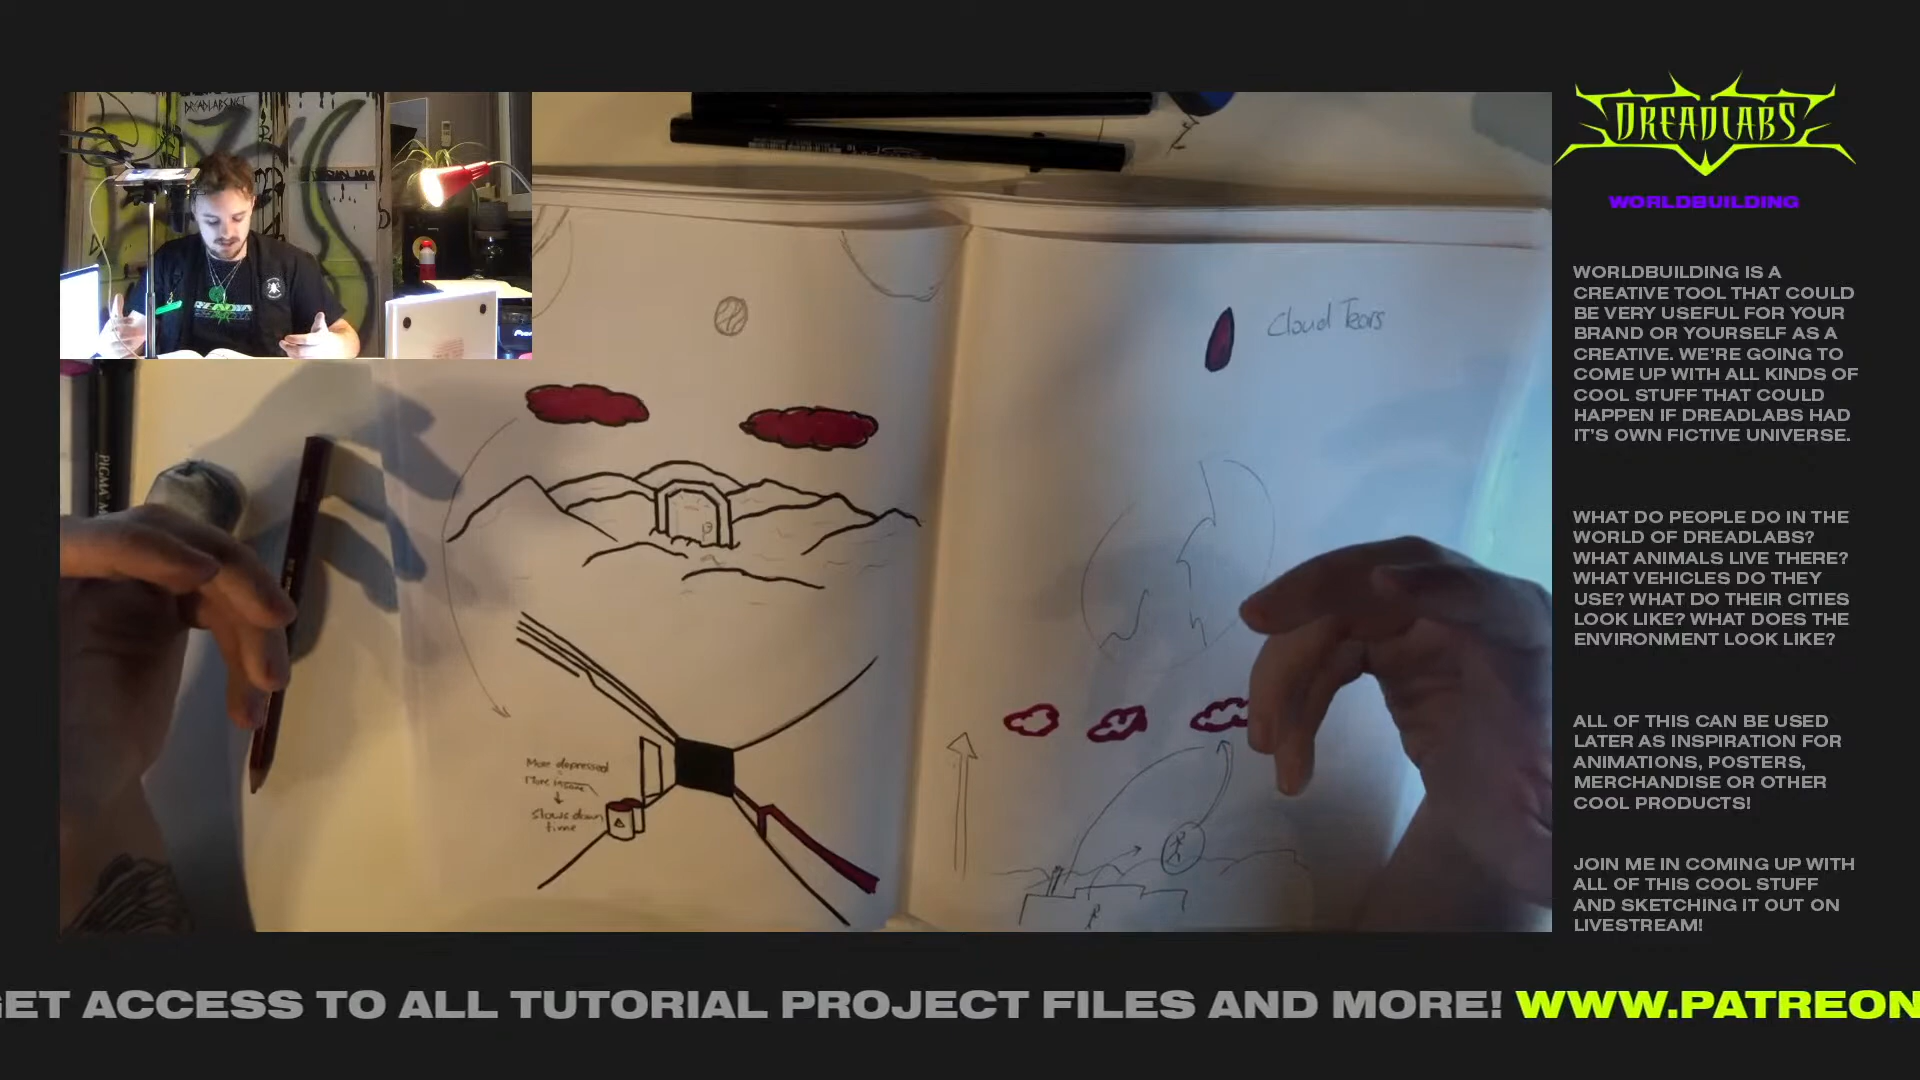 DREADLABS.NET
DREADLABS
WORLDBUILDING
WORLDBUILDING IS A
CREATIVE TOOL THAT COULD
BE VERY USEFUL FOR YOUR
BRAND OR YOURSELF AS A
CREATIVE. WE'RE GOING TO
COME UP WITH ALL KINDS OF
COOL STUFF THAT COULD
HAPPEN IF DREADLABS HAD
IT'S OWN FICTIVE UNIVERSE.
WHAT DO PEOPLE DO IN THE
WORLD OF DREADLABS?
WHAT ANIMALS LIVE THERE?
WHAT VEHICLES DO THEY
USE? WHAT DO THEIR CITIES
LOOK LIKE? WHAT DOES THE
ENVIRONMENT LOOK LIKE?
ALL OF THIS CAN BE USED
LATER AS INSPIRATION FOR
ANIMATIONS, POSTERS,
MERCHANDISE OR OTHER
COOL PRODUCTS!
JOIN ME IN COMING UP WITH
ALL OF THIS COOL STUFF
AND SKETCHING IT OUT ON
LIVESTREAM!
Cloud Tears
PIGMA M
More depressed
More insane
Slows down
time
GET ACCESS TO ALL TUTORIAL PROJECT FILES AND MORE! WWW.PATREON